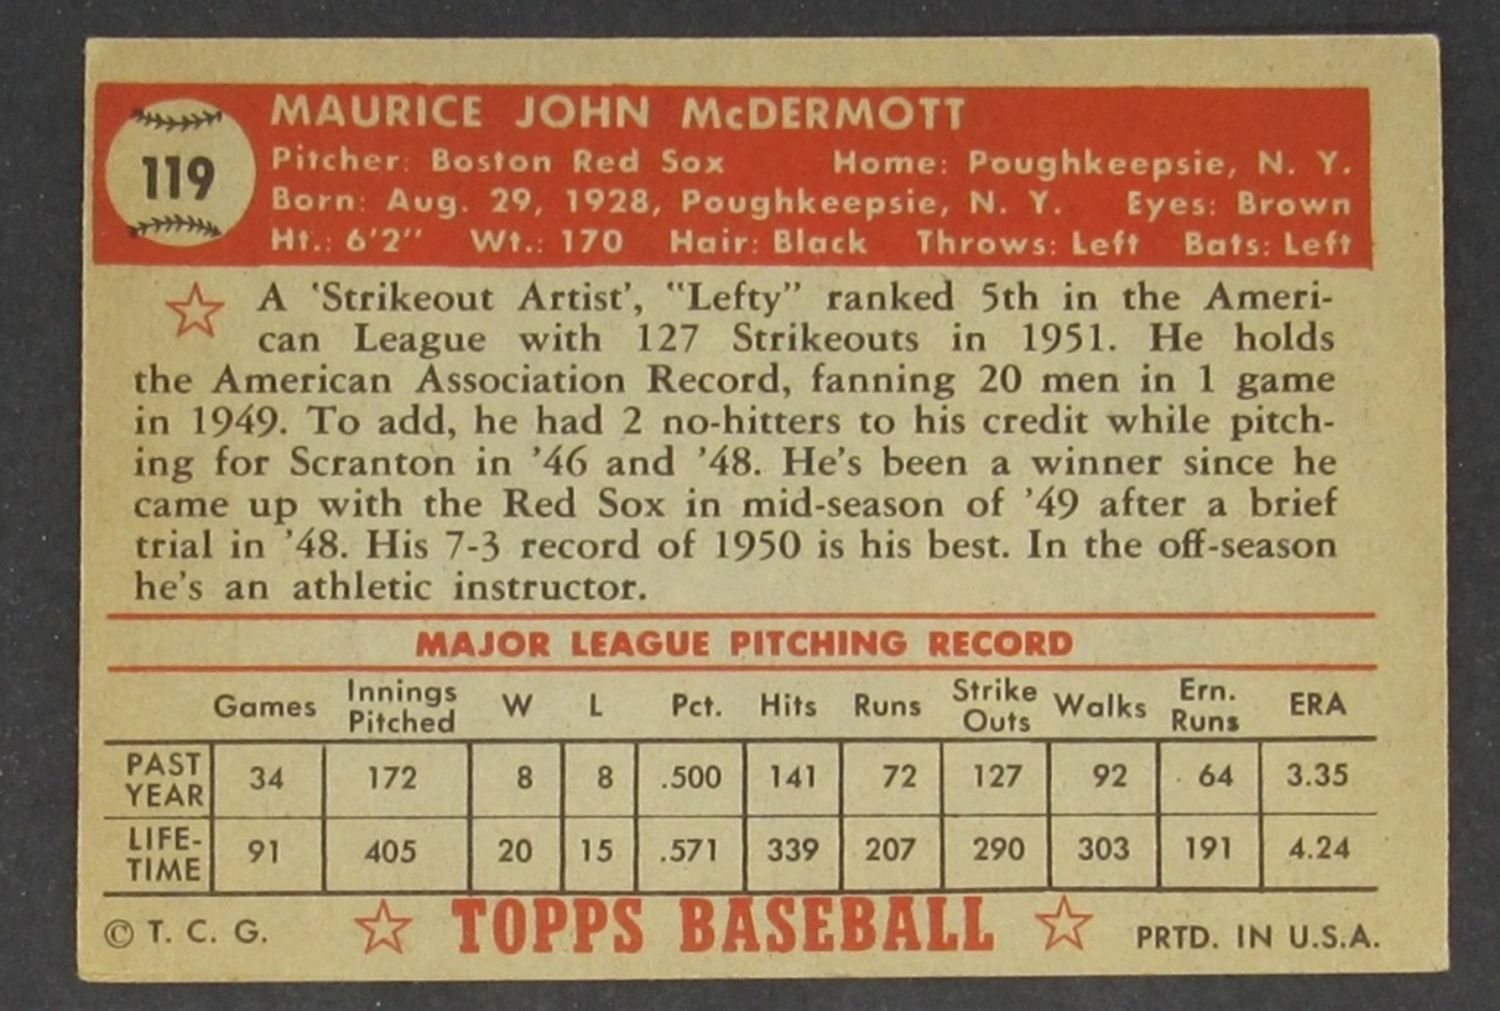 119
MAURICE JOHN McDERMOTT
Pitcher: Boston Red Sox Home: Poughkeepsie, N. Y.
Born: Aug. 29, 1928, Poughkeepsie, N. Y. Eyes: Brown
Ht.: 6'2" Wt.: 170 Hair: Black Throws: Left Bats: Left
A 'Strikeout Artist', "Lefty" ranked 5th in the Ameri-
can League with 127 Strikeouts in 1951. He holds
the American Association Record, fanning 20 men in 1 game
in 1949. To add, he had 2 no-hitters to his credit while pitch-
ing for Scranton in '46 and '48. He's been a winner since he
came up with the Red Sox in mid-season of '49 after a brief
trial in '48. His 7-3 record of 1950 is his best. In the off-season
he's an athletic instructor.
MAJOR LEAGUE PITCHING RECORD
Games Innings Pitched W L Pct. Hits Runs Strike Outs Walks Ern. Runs ERA
PAST YEAR 34 172 8 8 .500 141 72 127 92 64 3.35
LIFE-TIME 91 405 20 15 .571 339 207 290 303 191 4.24
© T. C. G. TOPPS BASEBALL PRTD. IN U.S.A.